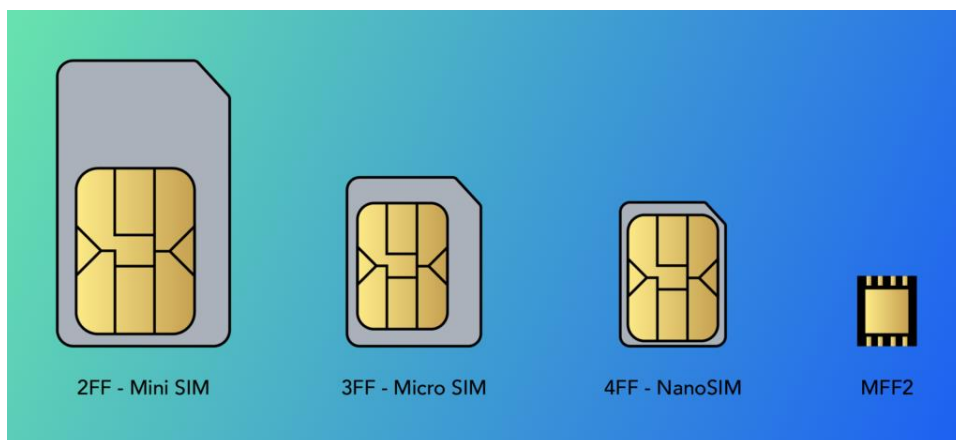 2FF - Mini SIM
3FF - Micro SIM
4FF - NanoSIM
MFF2